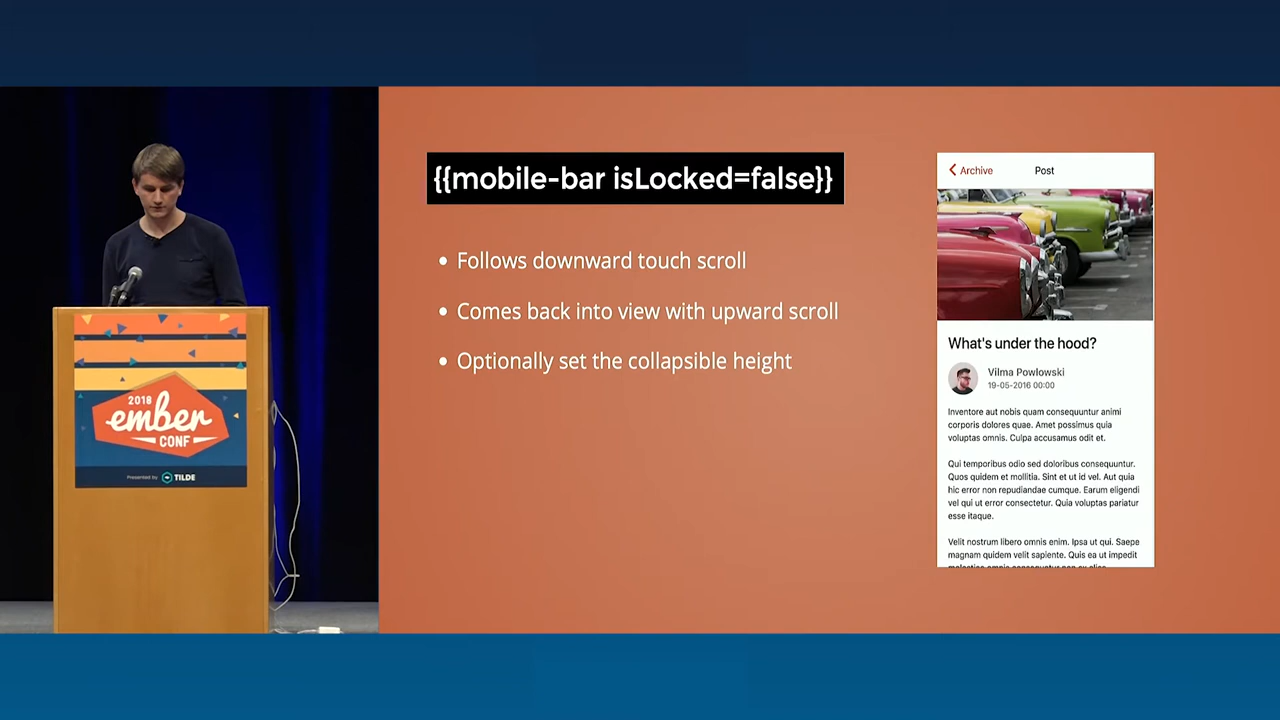 2018
ember
CONF
Presented by TILDE
{{mobile-bar isLocked=false}}
• Follows downward touch scroll
• Comes back into view with upward scroll
• Optionally set the collapsible height
Archive Post
What's under the hood?
Vilma Powlowski
19-05-2016 00:00
Inventore aut nobis quam consequuntur animi
corporis dolores quae. Amet possimus quia
voluptas omnis. Culpa accusamus odit et.
Qui temporibus odio sed doloribus consequuntur.
Quos quidem et mollitia. Sint et ut id vel. Aut quia
hic error non repudiandae cumque. Earum eligendi
vel qui ut error consectetur. Quia voluptas pariatur
esse itaque.
Velit nostrum libero omnis enim. Ipsa ut qui. Saepe
magnam quidem velit sapiente. Quis ea ut impedit